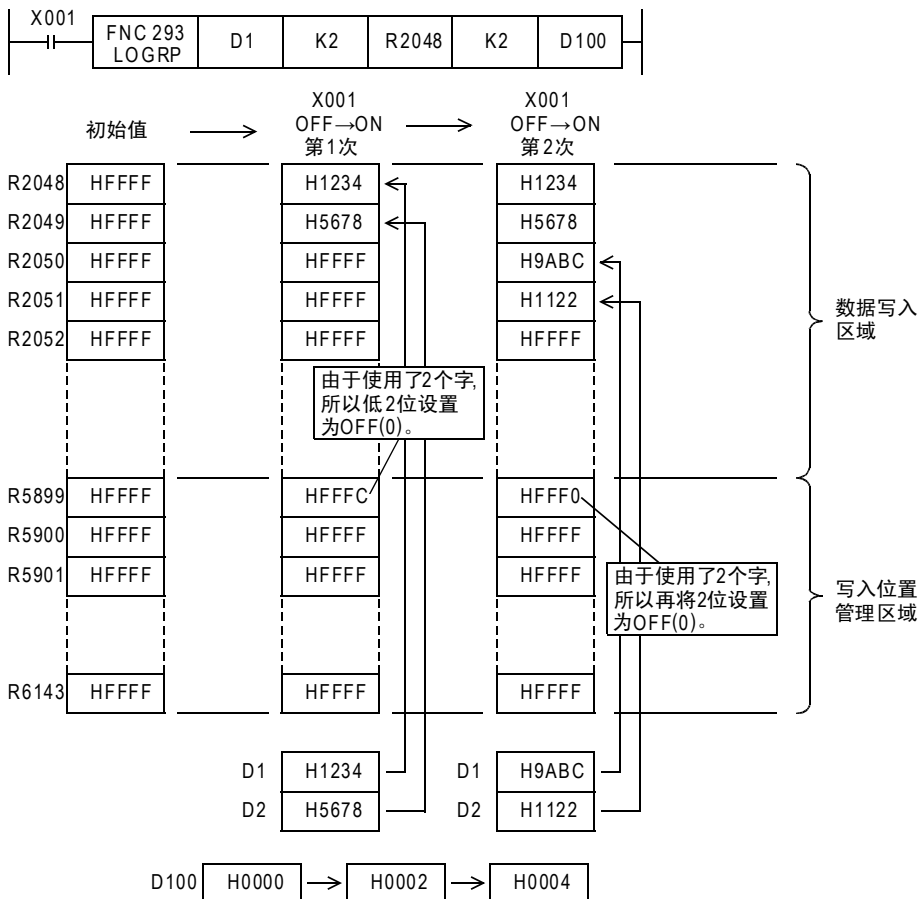 X001
FNC 293 LOGRP D1 K2 R2048 K2 D100
初始值
X001 OFF→ON 第1次
X001 OFF→ON 第2次
R2048 HFFFF H1234 H1234
R2049 HFFFF H5678 H5678
R2050 HFFFF HFFFF H9ABC
R2051 HFFFF HFFFF H1122
R2052 HFFFF HFFFF HFFFF
数据写入
区域
由于使用了2个字,
所以低2位设置
为OFF(0)。
R5899 HFFFF HFFFC HFFF0
R5900 HFFFF HFFFF HFFFF
R5901 HFFFF HFFFF HFFFF
由于使用了2个字,
所以再将2位设置
为OFF(0)。
写入位置
管理区域
R6143 HFFFF HFFFF HFFFF
D1 H1234 D1 H9ABC
D2 H5678 D2 H1122
D100 H0000 H0002 H0004